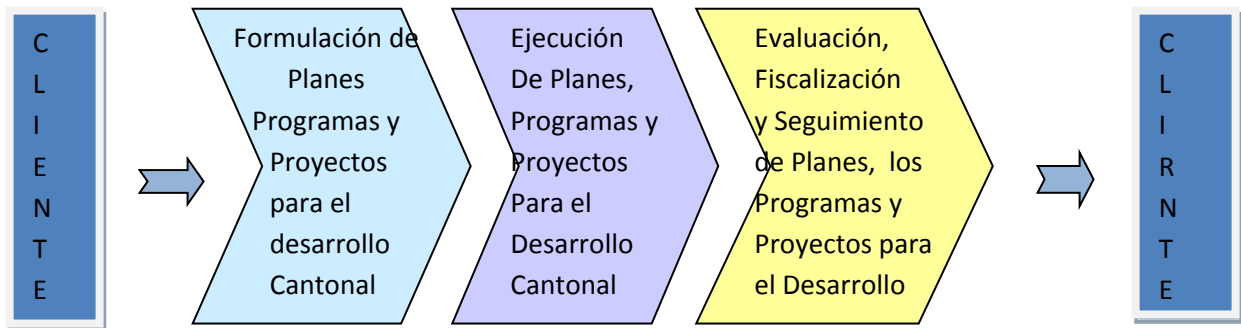 C
L
I
E
N
T
E
Formulación de
Planes
Programas y
Proyectos
para el
desarrollo
Cantonal
Ejecución
De Planes,
Programas y
Proyectos
Para el
Desarrollo
Cantonal
Evaluación,
Fiscalización
y Seguimiento
de Planes, los
Programas y
Proyectos para
el Desarrollo
C
L
I
R
N
T
E